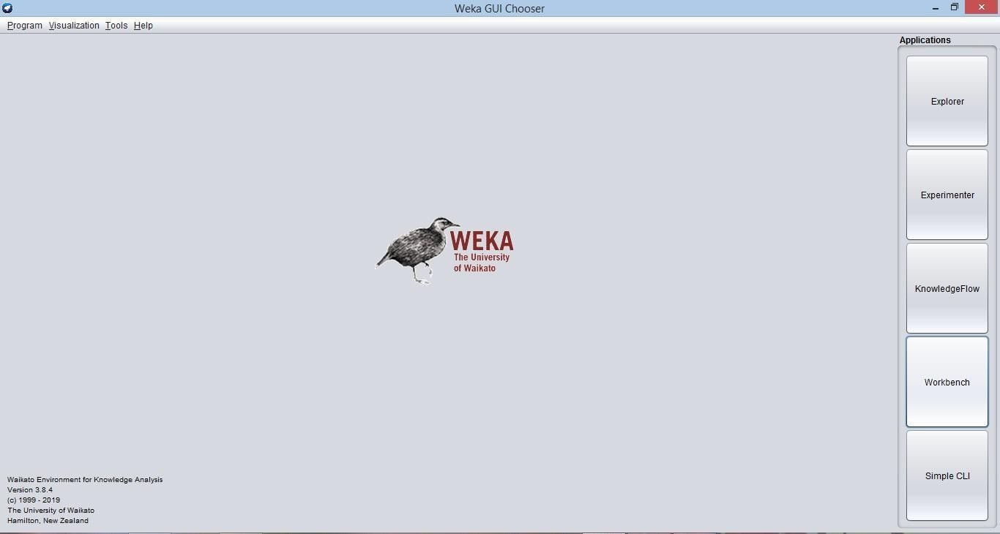 Weka GUI Chooser
Program Visualization Tools Help
Applications
Explorer
Experimenter
KnowledgeFlow
Workbench
Simple CLI
WEKA
The University
of Waikato
Waikato Environment for Knowledge Analysis
Version 3.8.4
(c) 1999 - 2019
The University of Waikato
Hamilton, New Zealand